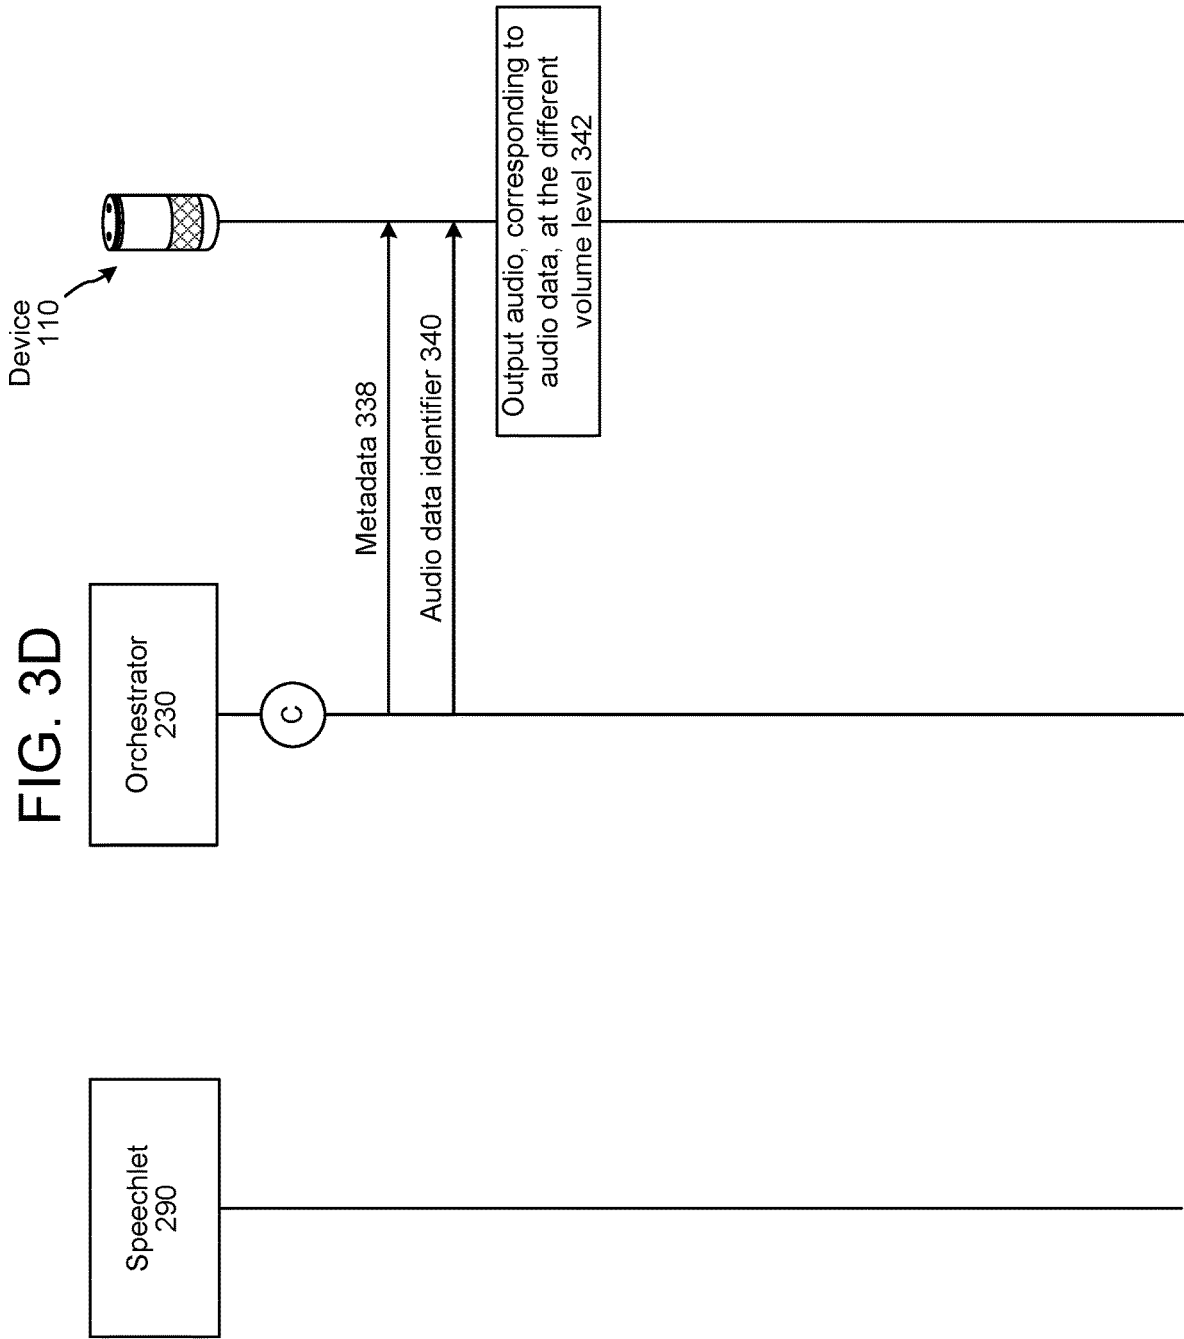 FIG. 3D
Device
110
Orchestrator
230
Speechlet
290
C
Metadata 338
Audio data identifier 340
Output audio, corresponding to
audio data, at the different
volume level 342